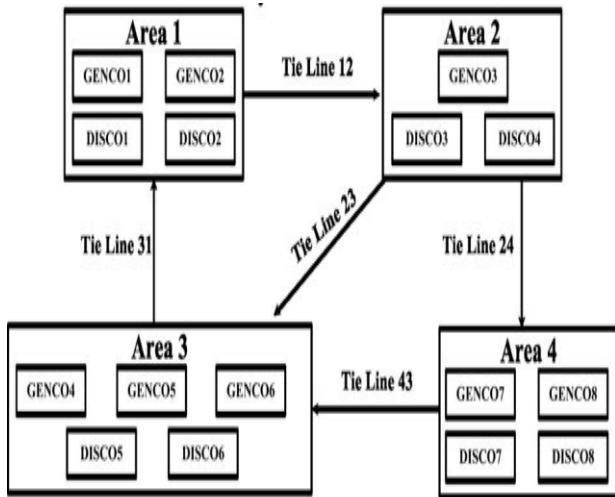 Area 1
GENCO1 GENCO2
DISCO1 DISCO2
Tie Line 12
Area 2
GENCO3
DISCO3 DISCO4
Tie Line 31
Tie Line 23
Tie Line 24
Area 3
GENCO4 GENCO5 GENCO6
DISCO5 DISCO6
Tie Line 43
Area 4
GENCO7 GENCO8
DISCO7 DISCO8